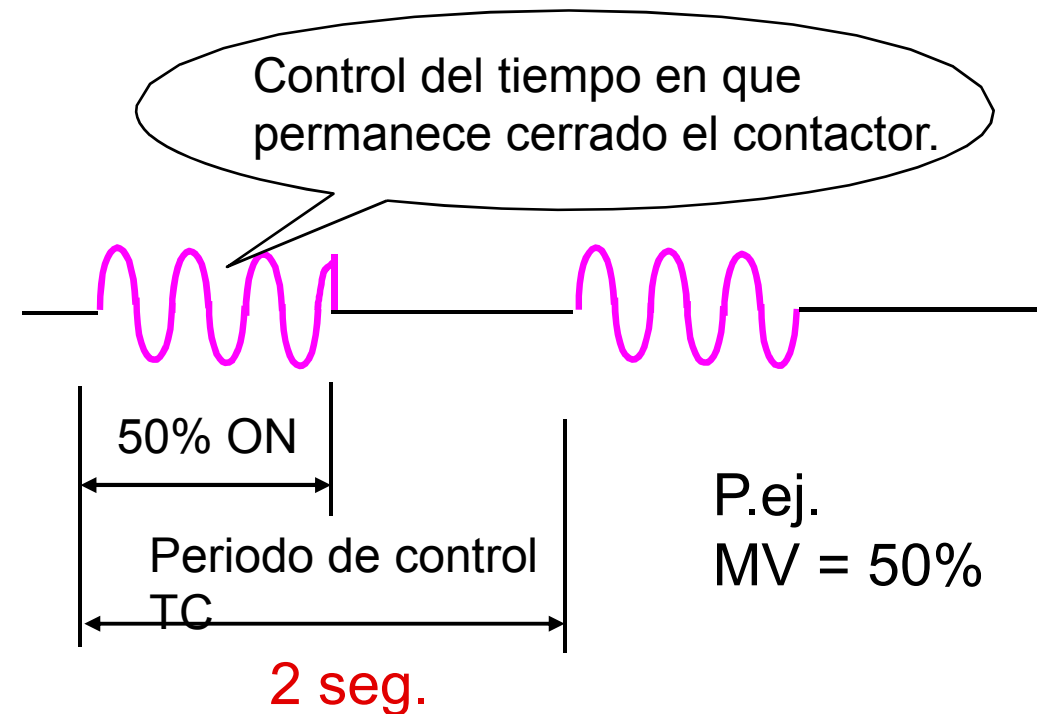 Control del tiempo en que
permanece cerrado el contactor.
50% ON
Periodo de control
TC
2 seg.
P.ej.
MV = 50%